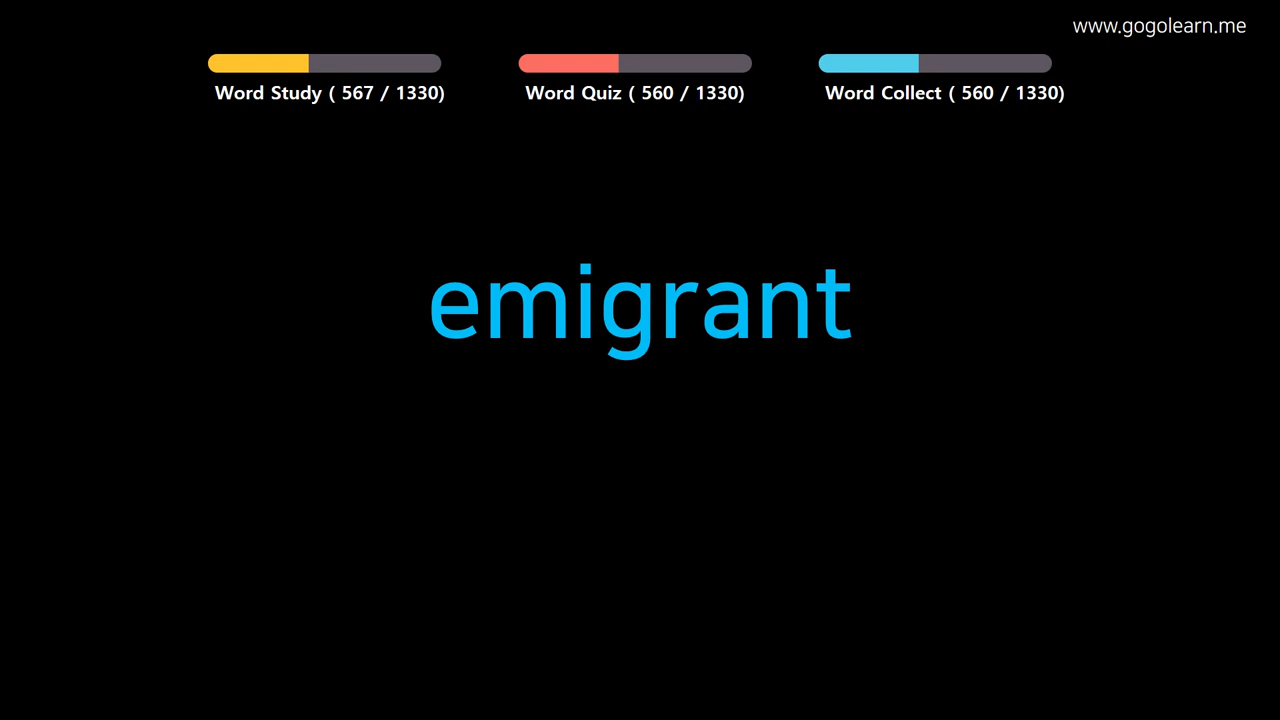 www.gogolearn.me
Word Study ( 567 / 1330)
Word Quiz ( 560 / 1330)
Word Collect ( 560 / 1330)
emigrant